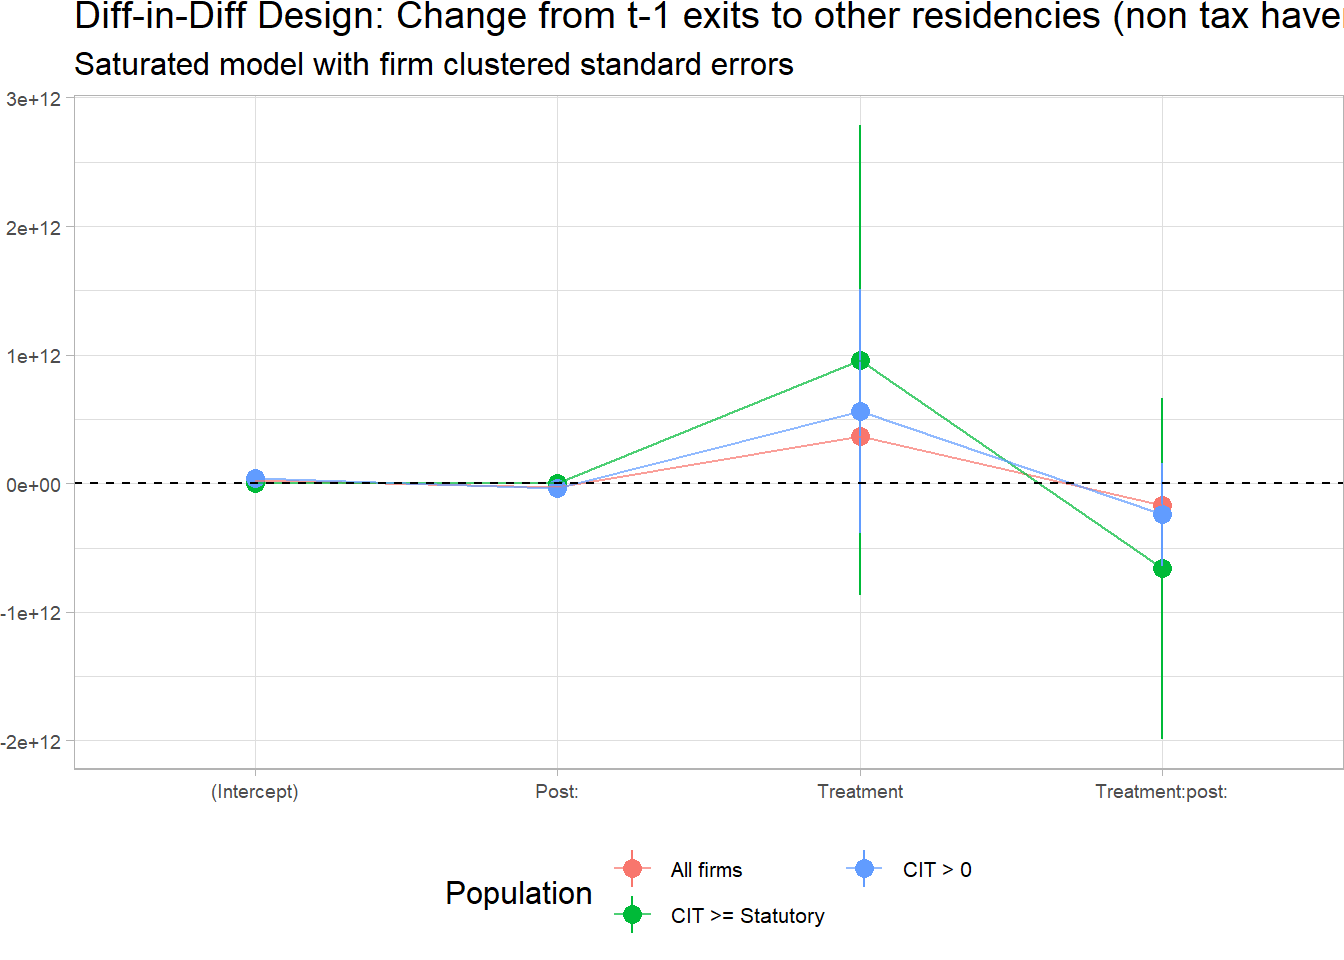 Diff-in-Diff Design: Change from t-1 exits to other residencies (non tax have
Saturated model with firm clustered standard errors
3e+12
2e+12
1e+12
0e+00
-1e+12
-2e+12
(Intercept)
Post:
Treatment
Treatment:post:
Population
All firms
CIT > 0
CIT >= Statutory